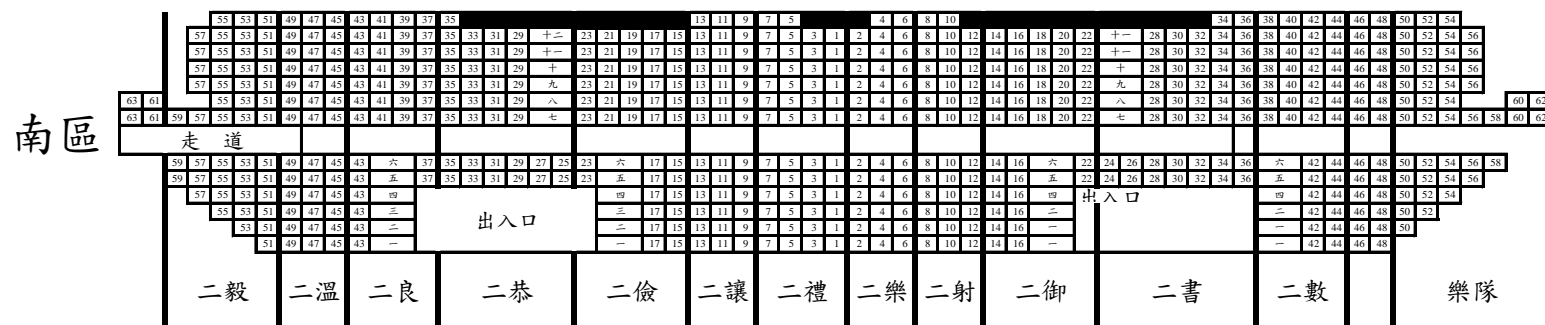 55 53 51 49 47 45 43 41 39 37 35 13 11 9 7 5 4 6 8 10 34 36 38 40 42 44 46 48 50 52 54
57 55 53 51 49 47 45 43 41 39 37 35 33 31 29 十二 23 21 19 17 15 13 11 9 7 5 3 1 2 4 6 8 10 12 14 16 18 20 22 十一 28 30 32 34 36 38 40 42 44 46 48 50 52 54 56
57 55 53 51 49 47 45 43 41 39 37 35 33 31 29 十一 23 21 19 17 15 13 11 9 7 5 3 1 2 4 6 8 10 12 14 16 18 20 22 十一 28 30 32 34 36 38 40 42 44 46 48 50 52 54 56
57 55 53 51 49 47 45 43 41 39 37 35 33 31 29 十 23 21 19 17 15 13 11 9 7 5 3 1 2 4 6 8 10 12 14 16 18 20 22 十 28 30 32 34 36 38 40 42 44 46 48 50 52 54 56
57 55 53 51 49 47 45 43 41 39 37 35 33 31 29 九 23 21 19 17 15 13 11 9 7 5 3 1 2 4 6 8 10 12 14 16 18 20 22 九 28 30 32 34 36 38 40 42 44 46 48 50 52 54 56
63 61 55 53 51 49 47 45 43 41 39 37 35 33 31 29 八 23 21 19 17 15 13 11 9 7 5 3 1 2 4 6 8 10 12 14 16 18 20 22 八 28 30 32 34 36 38 40 42 44 46 48 50 52 54 60 62
63 61 59 57 55 53 51 49 47 45 43 41 39 37 35 33 31 29 七 23 21 19 17 15 13 11 9 7 5 3 1 2 4 6 8 10 12 14 16 18 20 22 七 28 30 32 34 36 38 40 42 44 46 48 50 52 54 56 58 60 62
南區 走道
59 57 55 53 51 49 47 45 43 六 37 35 33 31 29 27 25 23 六 17 15 13 11 9 7 5 3 1 2 4 6 8 10 12 14 16 六 22 24 26 28 30 32 34 36 六 42 44 46 48 50 52 54 56 58
59 57 55 53 51 49 47 45 43 五 37 35 33 31 29 27 25 23 五 17 15 13 11 9 7 5 3 1 2 4 6 8 10 12 14 16 五 22 24 26 28 30 32 34 36 五 42 44 46 48 50 52 54 56
57 55 53 51 49 47 45 43 四 四 17 15 13 11 9 7 5 3 1 2 4 6 8 10 12 14 16 四 出入口 四 42 44 46 48 50 52 54
55 53 51 49 47 45 43 三 出入口 三 17 15 13 11 9 7 5 3 1 2 4 6 8 10 12 14 16 二 二 42 44 46 48 50 52
53 51 49 47 45 43 二 二 17 15 13 11 9 7 5 3 1 2 4 6 8 10 12 14 16 一 一 42 44 46 48 50
51 49 47 45 43 一 一 17 15 13 11 9 7 5 3 1 2 4 6 8 10 12 14 16 一 一 42 44 46 48
二毅 二溫 二良 二恭 二儉 二讓 二禮 二樂 二射 二御 二書 二數 樂隊